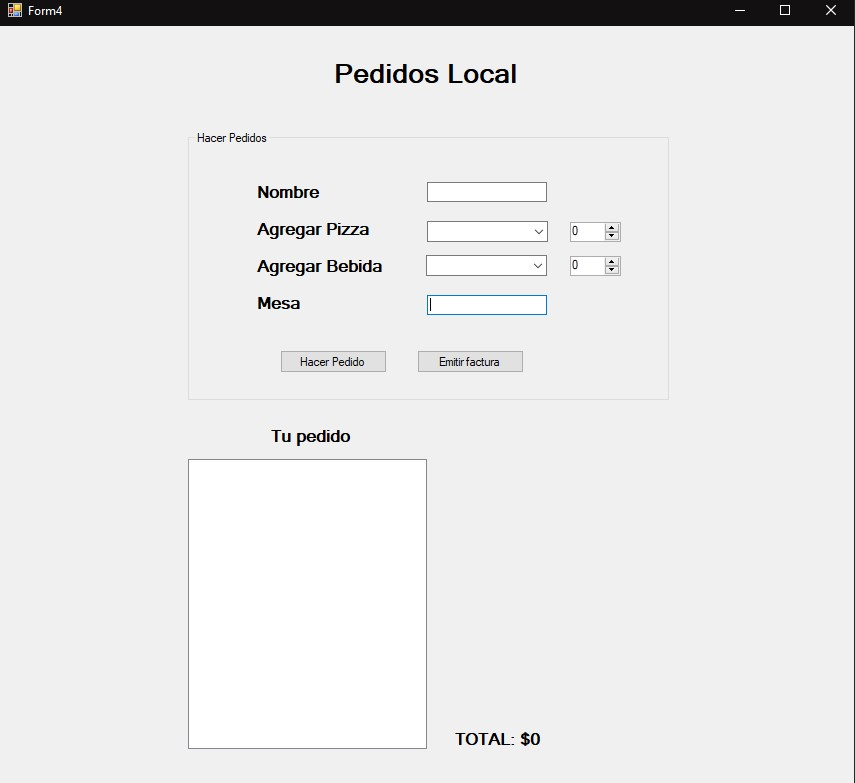 Form4
Pedidos Local
Hacer Pedidos
Nombre
Agregar Pizza 0
Agregar Bebida 0
Mesa
Hacer Pedido Emitir factura
Tu pedido
TOTAL: $0